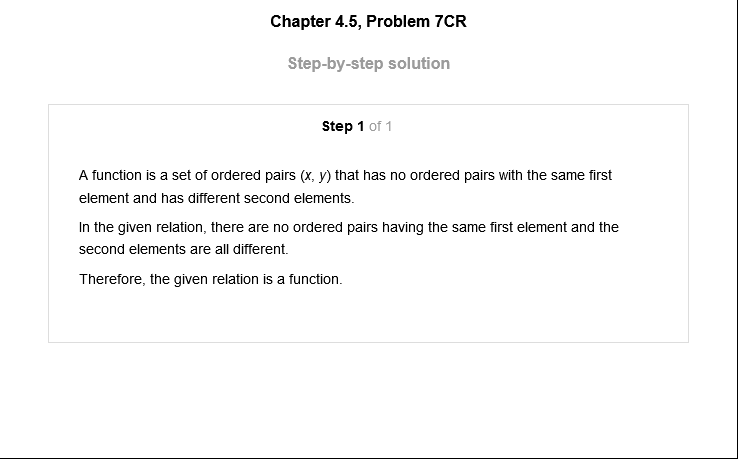 Chapter 4.5, Problem 7CR
Step-by-step solution
Step 1 of 1
A function is a set of ordered pairs (x, y) that has no ordered pairs with the same first
element and has different second elements.
In the given relation, there are no ordered pairs having the same first element and the
second elements are all different.
Therefore, the given relation is a function.